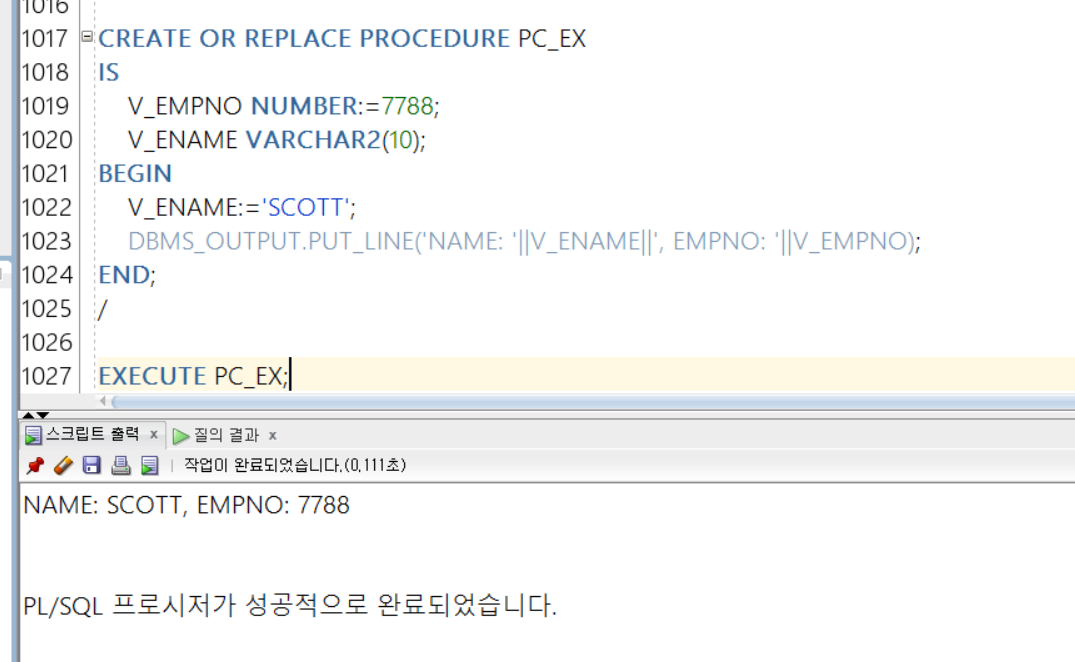 1016
1017 CREATE OR REPLACE PROCEDURE PC_EX
1018 IS
1019 V_EMPNO NUMBER:=7788;
1020 V_ENAME VARCHAR2(10);
1021 BEGIN
1022 V_ENAME:='SCOTT';
1023 DBMS_OUTPUT.PUT_LINE('NAME: '||V_ENAME||', EMPNO: '||V_EMPNO);
1024 END;
1025 /
1026
1027 EXECUTE PC_EX;
스크립트 출력 x 질의 결과 x
작업이 완료되었습니다.(0,111초)
NAME: SCOTT, EMPNO: 7788
PL/SQL 프로시저가 성공적으로 완료되었습니다.